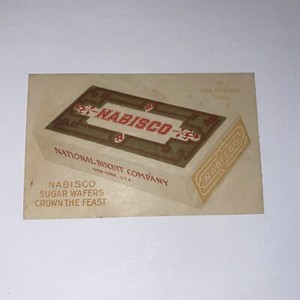 NABISCO
NATIONAL BISCUIT COMPANY
NEW YORK, U.S.A.
NABISCO
SUGAR WAFERS
CROWN THE FEAST